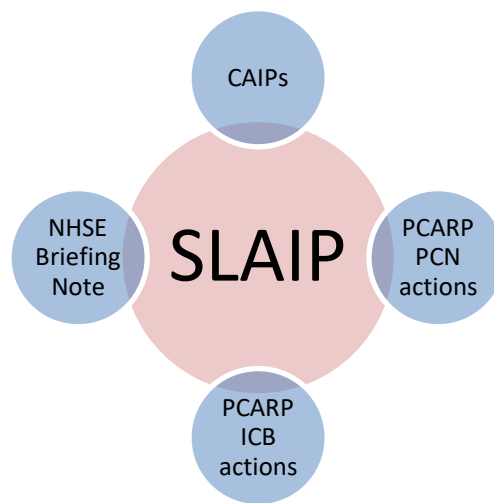 CAIPs
NHSE
Briefing
Note
SLAIP
PCARP
PCN
actions
PCARP
ICB
actions